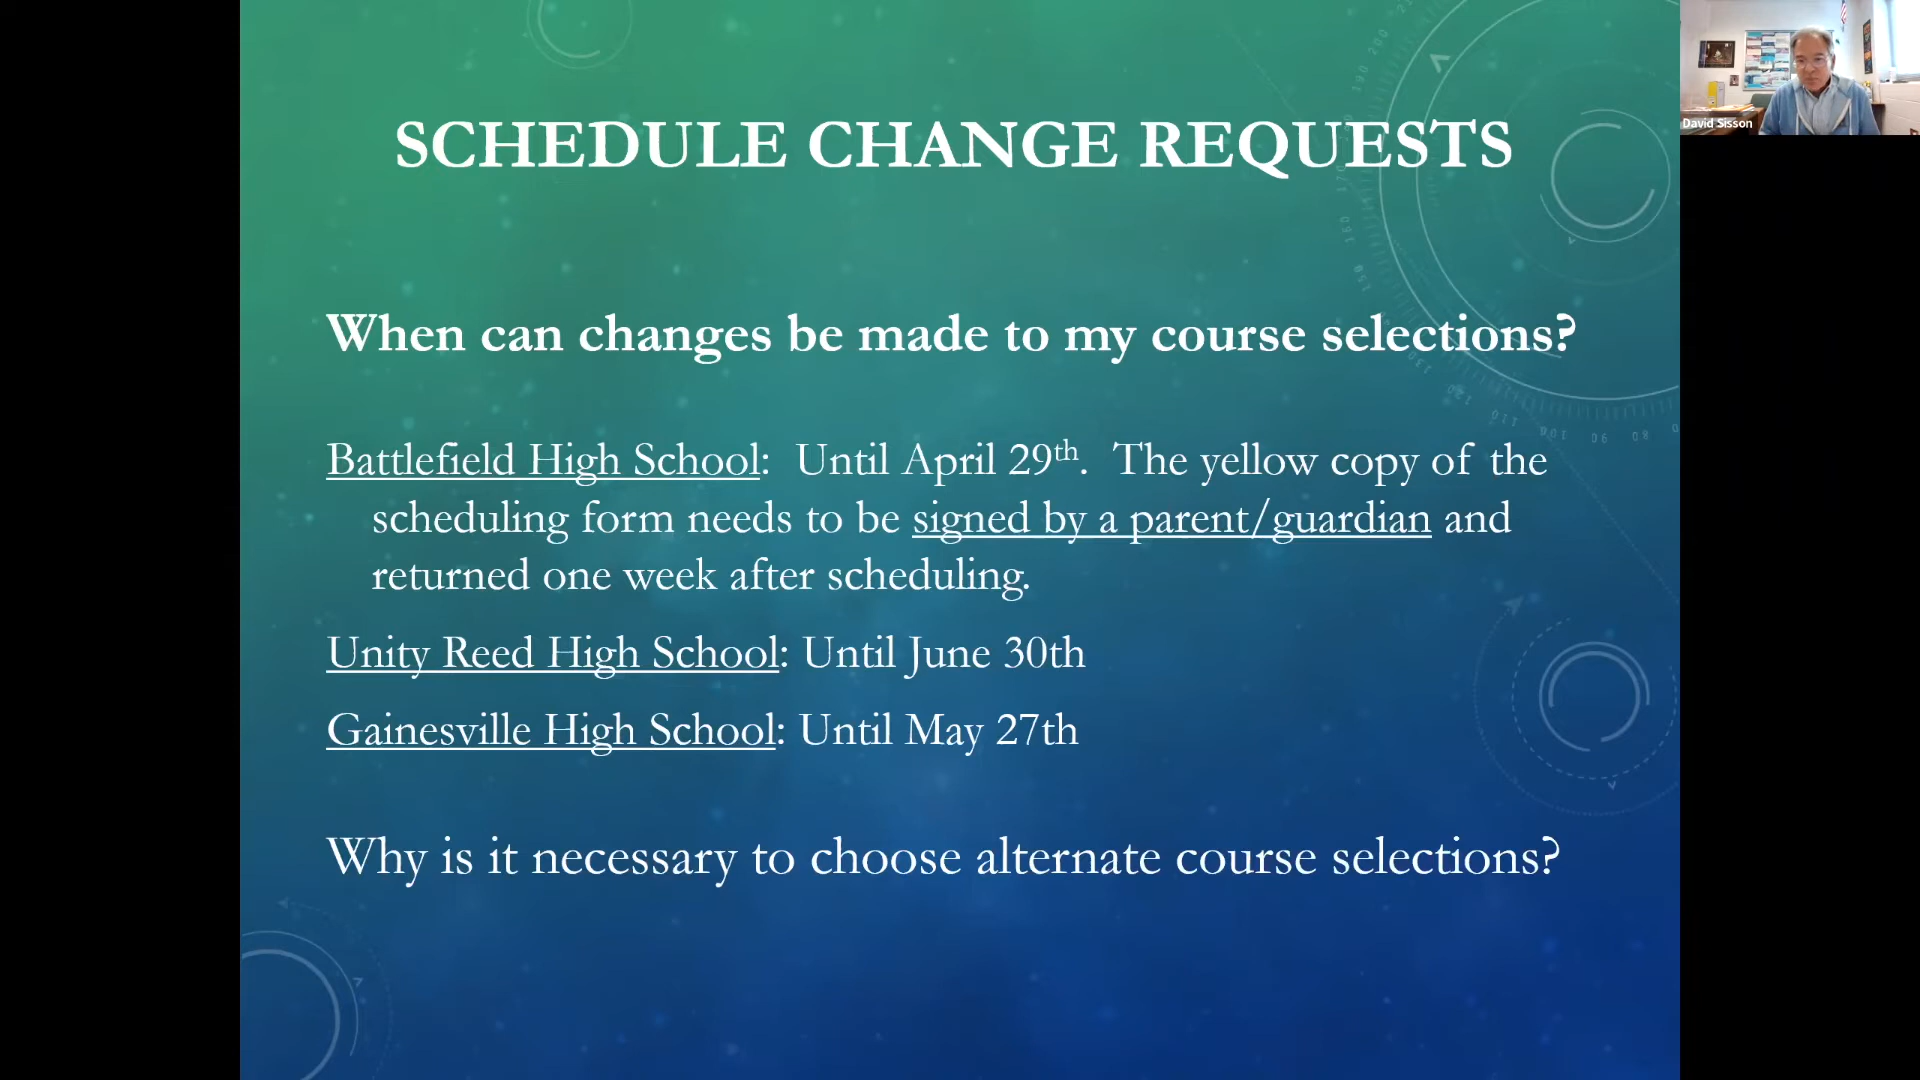 SCHEDULE CHANGE REQUESTS
David Sisson
When can changes be made to my course selections?
Battlefield High School:  Until April 29th.  The yellow copy of the
scheduling form needs to be signed by a parent/guardian and
returned one week after scheduling.
Unity Reed High School: Until June 30th
Gainesville High School: Until May 27th
Why is it necessary to choose alternate course selections?